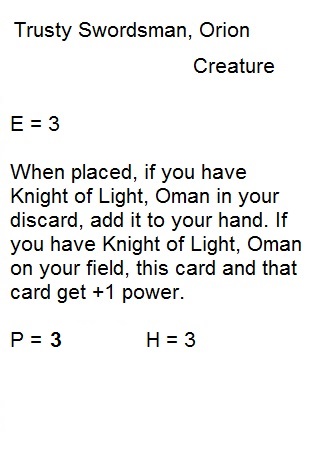 Trusty Swordsman, Orion
Creature
E = 3
When placed, if you have
Knight of Light, Oman in your
discard, add it to your hand. If
you have Knight of Light, Oman
on your field, this card and that
card get +1 power.
P = 3 H = 3